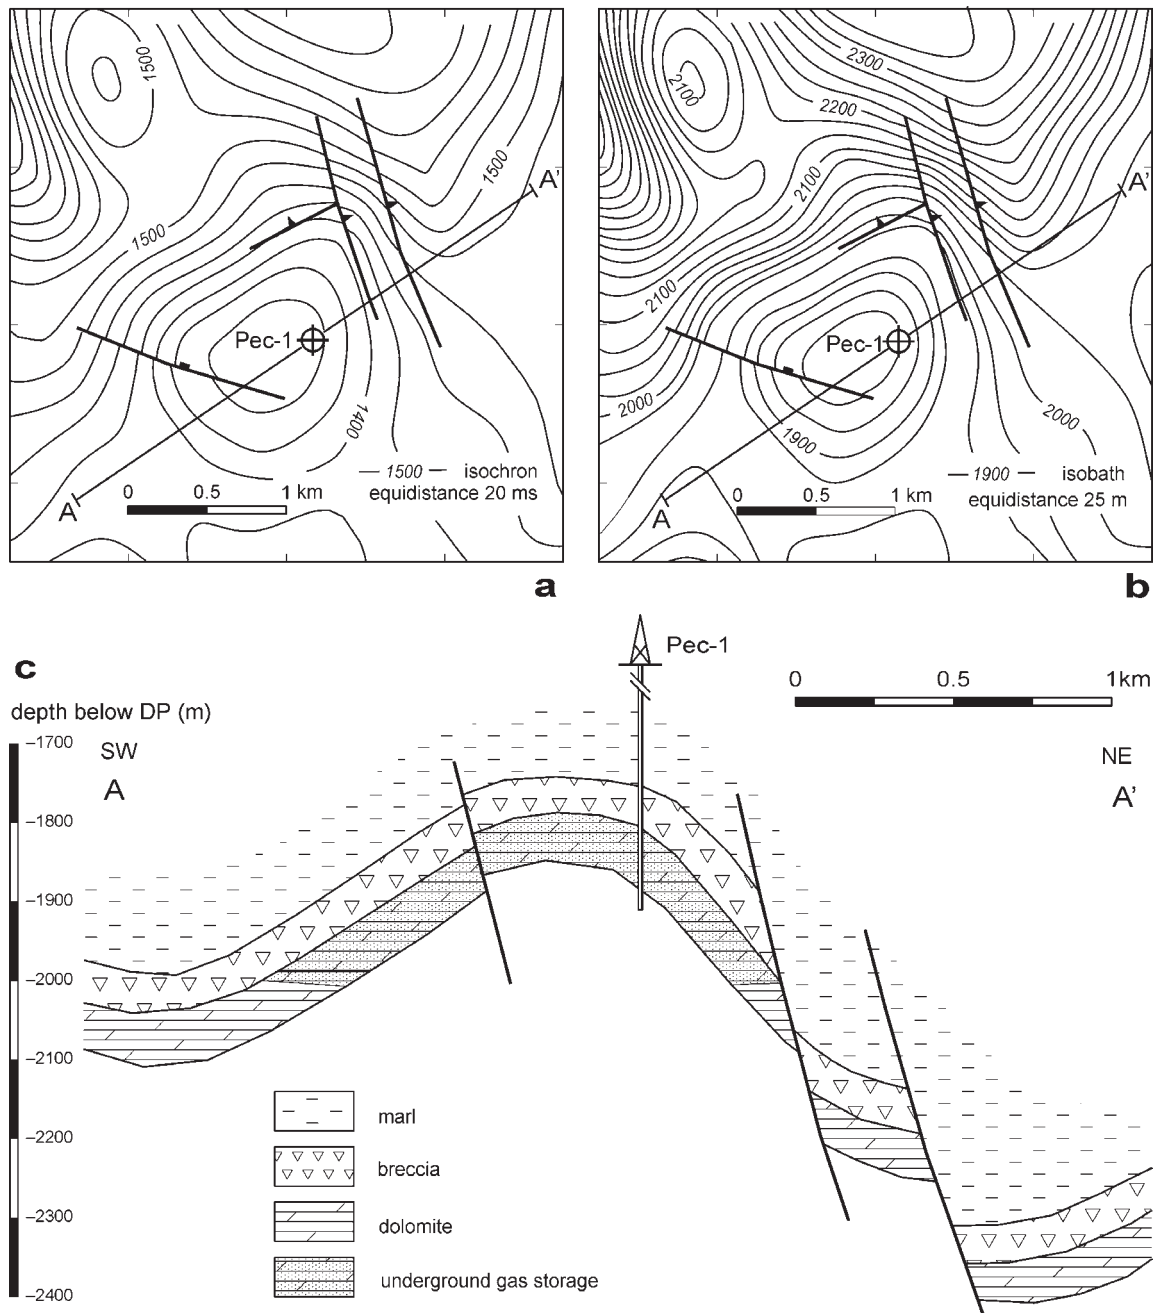 1500
1500
1500
A'
Pec-1
1400
— 1500 — isochron
equidistance 20 ms
0 0.5 1 km
A
a
2100
2300
2200
2100
A'
2100
Pec-1
2000
2000
1900
— 1900 — isobath
equidistance 25 m
0 0.5 1 km
A
b
c
Pec-1
0 0.5 1km
depth below DP (m)
SW
A
NE
A'
–1700
–1800
–1900
–2000
–2100
–2200
–2300
–2400
marl
breccia
dolomite
underground gas storage